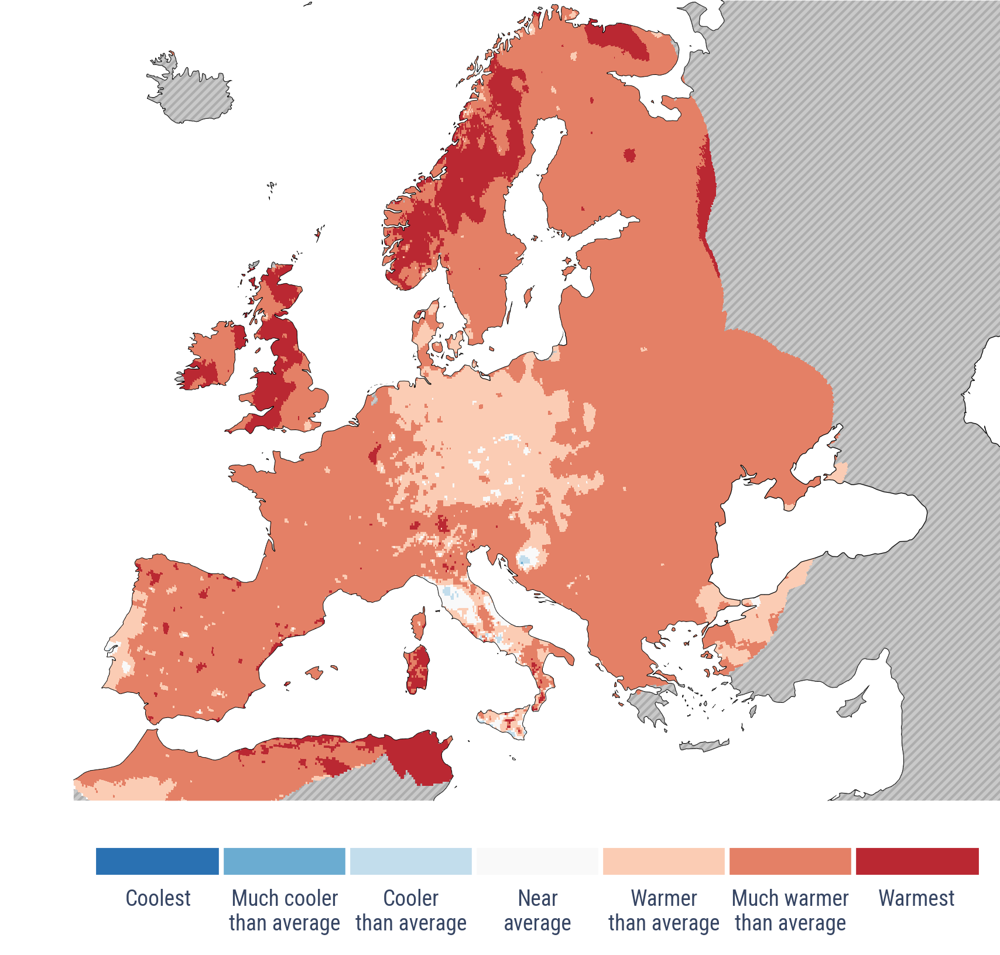 Coolest
Much cooler
than average
Cooler
than average
Near
average
Warmer
than average
Much warmer
than average
Warmest